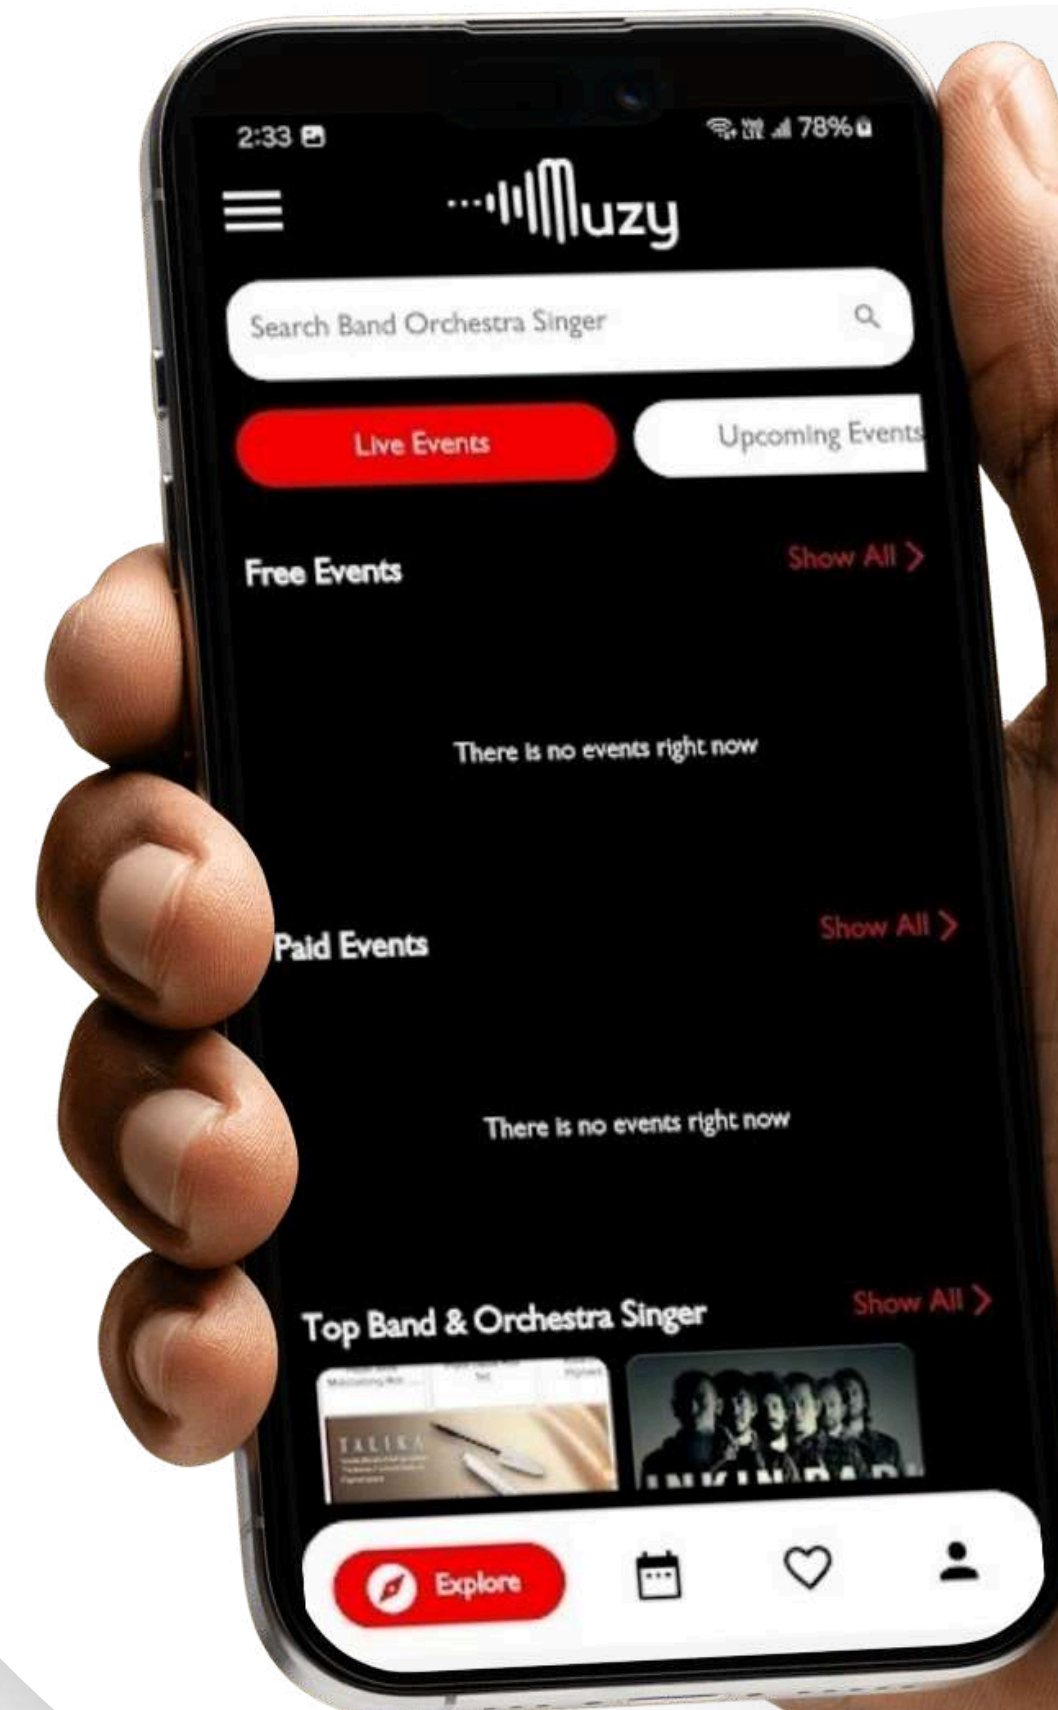 2:33
78%
Muzy
Search Band Orchestra Singer
Live Events
Upcoming Events
Free Events
Show All
There is no events right now
Paid Events
Show All
There is no events right now
Top Band & Orchestra Singer
Show All
TALIKA
INKIN PAR
Explore